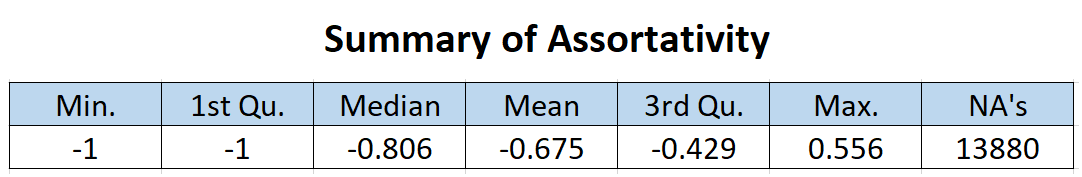 Summary of Assortativity
Min. 1st Qu. Median Mean 3rd Qu. Max. NA's
-1 -1 -0.806 -0.675 -0.429 0.556 13880